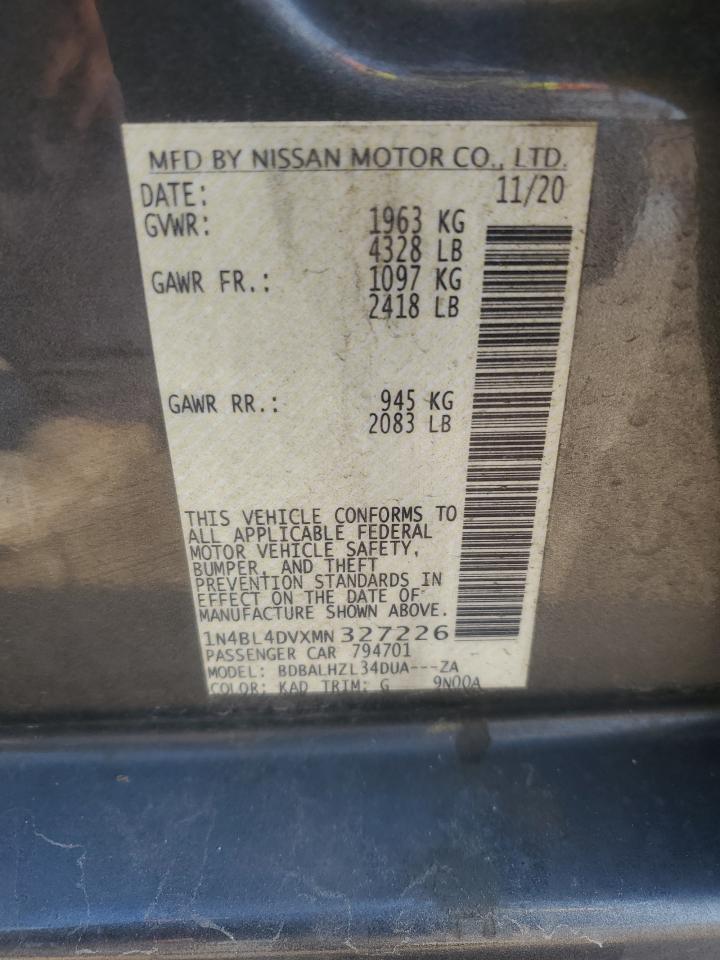 MFD BY NISSAN MOTOR CO., LTD.
DATE: 11/20
GVWR: 1963 KG
4328 LB
GAWR FR.: 1097 KG
2418 LB
GAWR RR.: 945 KG
2083 LB
THIS VEHICLE CONFORMS TO
ALL APPLICABLE FEDERAL
MOTOR VEHICLE SAFETY,
BUMPER, AND THEFT
PREVENTION STANDARDS IN
EFFECT ON THE DATE OF
MANUFACTURE SHOWN ABOVE.
1N4BL4DVXMN 327226
PASSENGER CAR 794701
MODEL: BDBALHZL34DUA---ZA
COLOR: KAD TRIM: G 9N00A